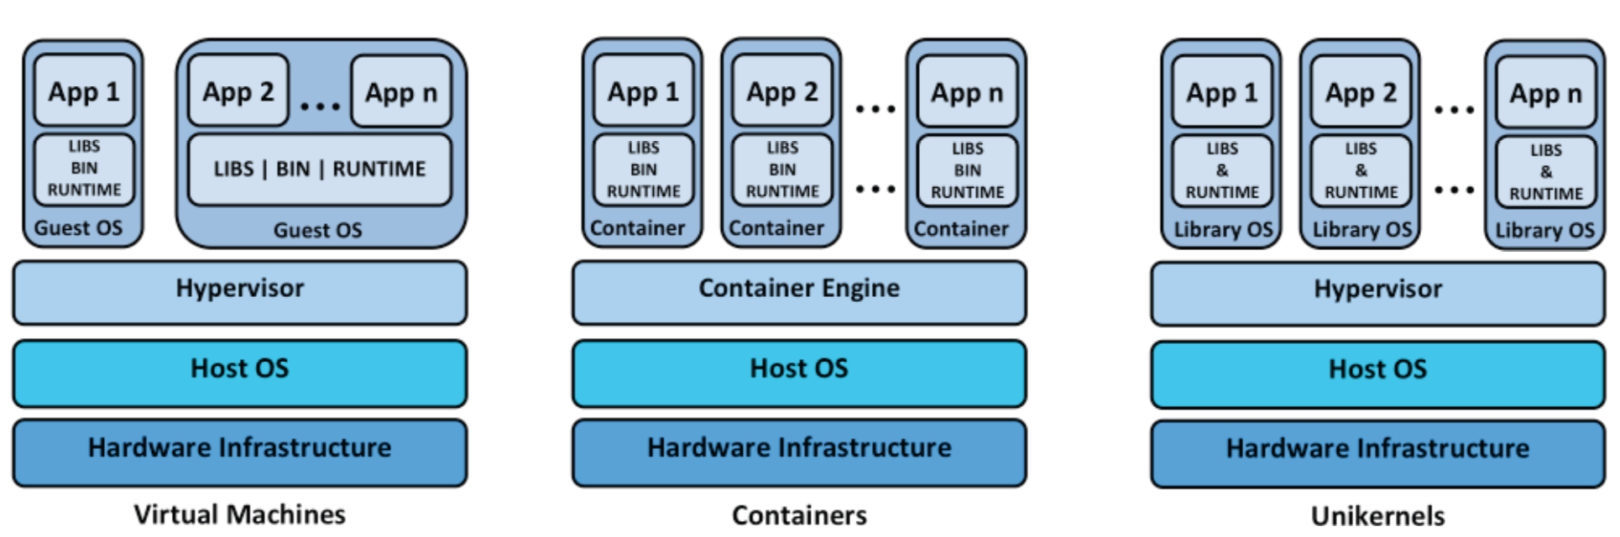 App 1
LIBS
BIN
RUNTIME
Guest OS
App 2 ... App n
LIBS | BIN | RUNTIME
Guest OS
Hypervisor
Host OS
Hardware Infrastructure
Virtual Machines
App 1
LIBS
BIN
RUNTIME
Container
App 2
LIBS
BIN
RUNTIME
Container
...
...
App n
LIBS
BIN
RUNTIME
Container
Container Engine
Host OS
Hardware Infrastructure
Containers
App 1
LIBS
&
RUNTIME
Library OS
App 2
LIBS
&
RUNTIME
Library OS
...
...
App n
LIBS
&
RUNTIME
Library OS
Hypervisor
Host OS
Hardware Infrastructure
Unikernels